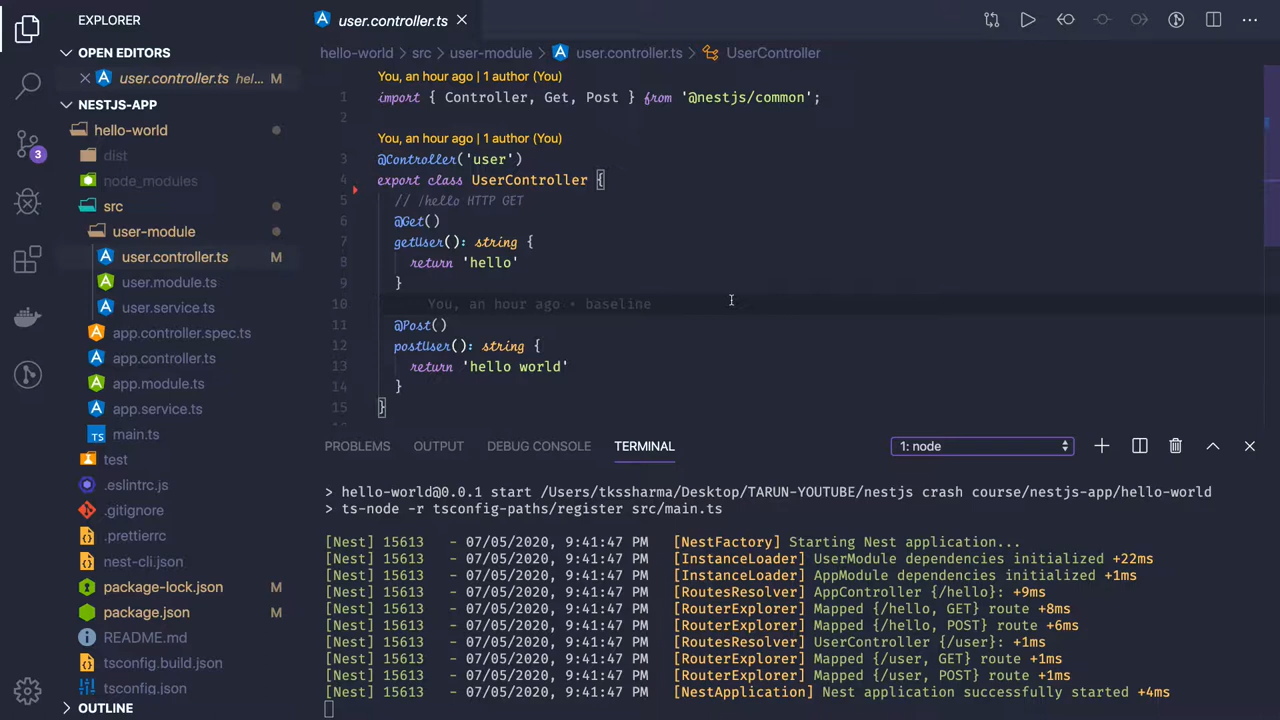 EXPLORER
OPEN EDITORS
user.controller.ts hel... M
NESTJS-APP
hello-world
dist
node_modules
src
user-module
user.controller.ts M
user.module.ts
user.service.ts
app.controller.spec.ts
app.controller.ts
app.module.ts
app.service.ts
TS main.ts
test
.eslintrc.js
.gitignore
.prettierrc
nest-cli.json
package-lock.json M
package.json M
README.md
tsconfig.build.json
tsconfig.json
OUTLINE
3
user.controller.ts
hello-world > src > user-module > user.controller.ts > UserController
You, an hour ago | 1 author (You)
1 import { Controller, Get, Post } from '@nestjs/common';
2
You, an hour ago | 1 author (You)
3 @Controller('user')
4 export class UserController {
5 // /hello HTTP GET
6 @Get()
7 getUser(): string {
8 return 'hello'
9 }
10 You, an hour ago • baseline
11 @Post()
12 postUser(): string {
13 return 'hello world'
14 }
15 }
PROBLEMS OUTPUT DEBUG CONSOLE TERMINAL 1: node
> hello-world@0.0.1 start /Users/tkssharma/Desktop/TARUN-YOUTUBE/nestjs crash course/nestjs-app/hello-world
> ts-node -r tsconfig-paths/register src/main.ts
[Nest] 15613 - 07/05/2020, 9:41:47 PM [NestFactory] Starting Nest application...
[Nest] 15613 - 07/05/2020, 9:41:47 PM [InstanceLoader] UserModule dependencies initialized +22ms
[Nest] 15613 - 07/05/2020, 9:41:47 PM [InstanceLoader] AppModule dependencies initialized +1ms
[Nest] 15613 - 07/05/2020, 9:41:47 PM [RoutesResolver] AppController {/hello}: +9ms
[Nest] 15613 - 07/05/2020, 9:41:47 PM [RouterExplorer] Mapped {/hello, GET} route +8ms
[Nest] 15613 - 07/05/2020, 9:41:47 PM [RouterExplorer] Mapped {/hello, POST} route +6ms
[Nest] 15613 - 07/05/2020, 9:41:47 PM [RoutesResolver] UserController {/user}: +1ms
[Nest] 15613 - 07/05/2020, 9:41:47 PM [RouterExplorer] Mapped {/user, GET} route +1ms
[Nest] 15613 - 07/05/2020, 9:41:47 PM [RouterExplorer] Mapped {/user, POST} route +1ms
[Nest] 15613 - 07/05/2020, 9:41:47 PM [NestApplication] Nest application successfully started +4ms